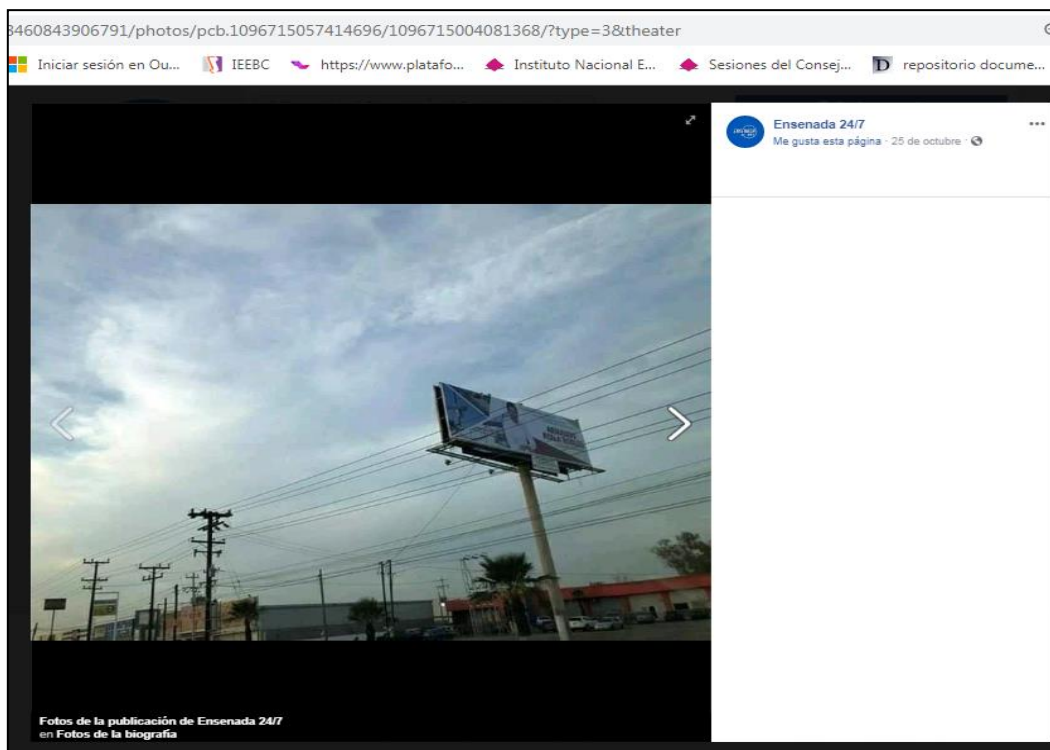 3460843906791/photos/pcb.1096715057414696/1096715004081368/?type=3&theater
Iniciar sesión en Ou... IEEBC https://www.platafo... Instituto Nacional E... Sesiones del Consej... D repositorio docume...
Ensenada 24/7
Me gusta esta página · 25 de octubre ·
Fotos de la publicación de Ensenada 24/7
en Fotos de la biografía